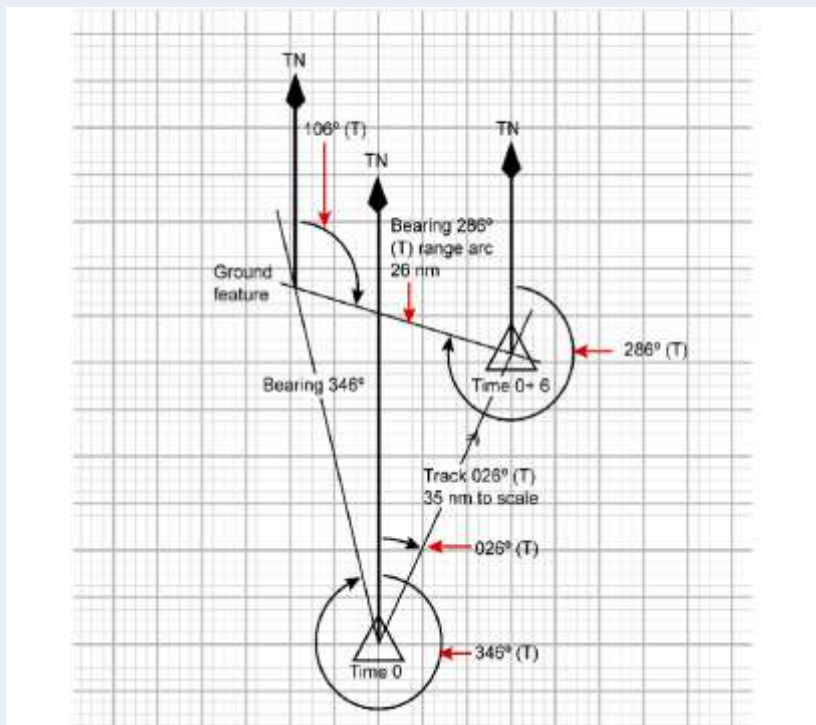 TN
106º (T)
TN
TN
Bearing 286º
(T) range arc
26 nm
Ground
feature
286º (T)
Bearing 346º
Time 0+ 6
Track 026º (T)
35 nm to scale
026º (T)
346º (T)
Time 0